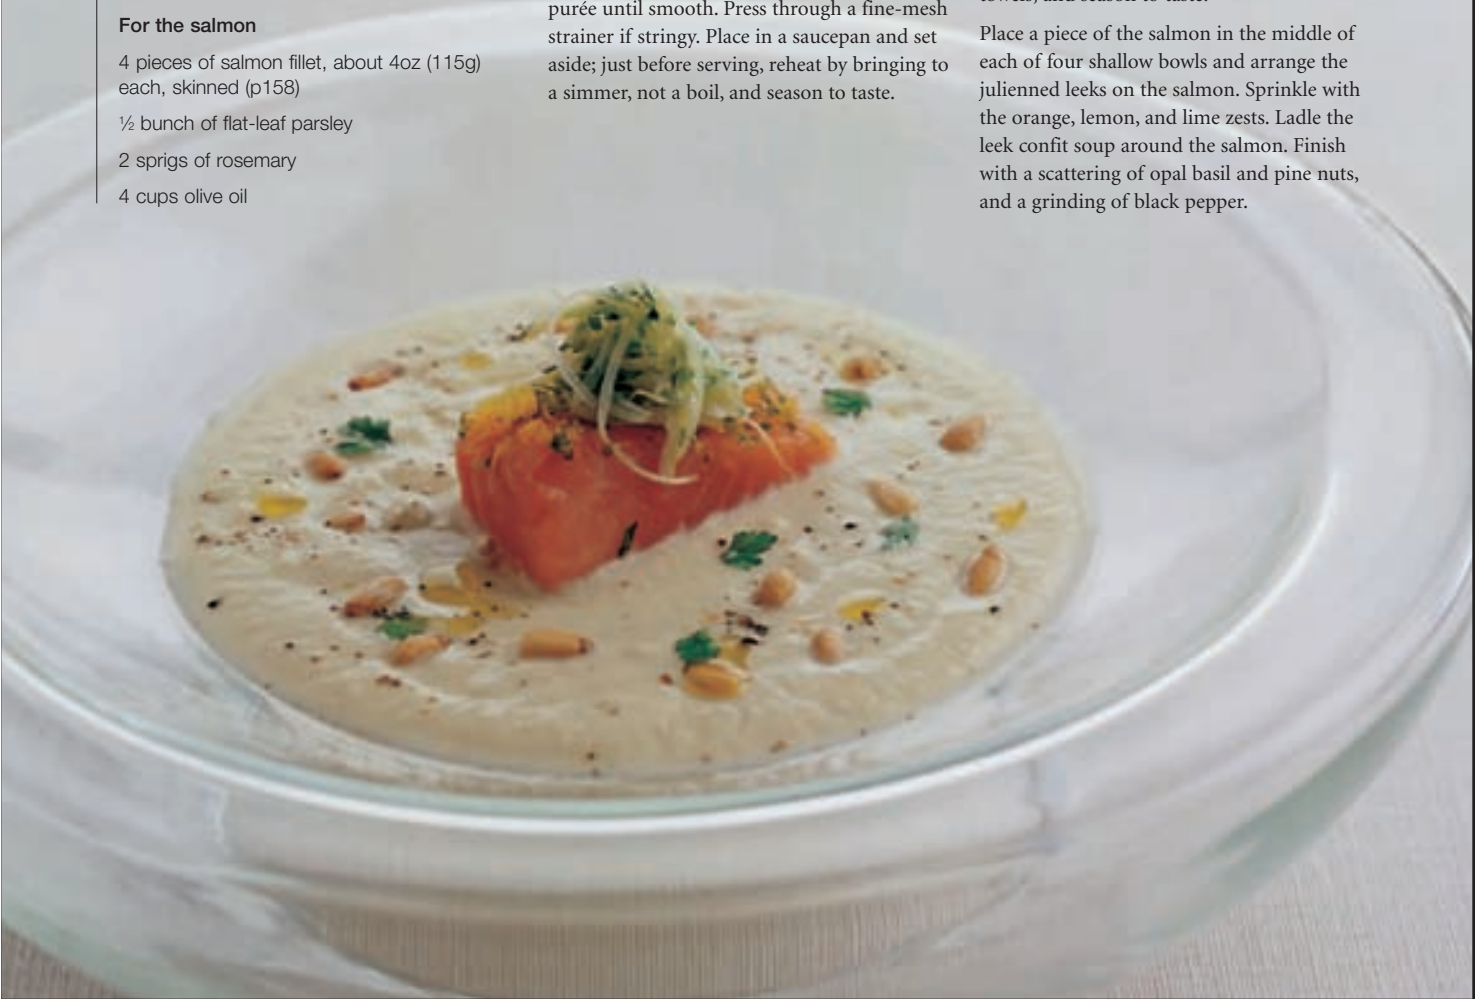 For the salmon
4 pieces of salmon fillet, about 4oz (115g)
each, skinned (p158)
½ bunch of flat-leaf parsley
2 sprigs of rosemary
4 cups olive oil
purée until smooth. Press through a fine-mesh
strainer if stringy. Place in a saucepan and set
aside; just before serving, reheat by bringing to
a simmer, not a boil, and season to taste.
Place a piece of the salmon in the middle of
each of four shallow bowls and arrange the
julienned leeks on the salmon. Sprinkle with
the orange, lemon, and lime zests. Ladle the
leek confit soup around the salmon. Finish
with a scattering of opal basil and pine nuts,
and a grinding of black pepper.